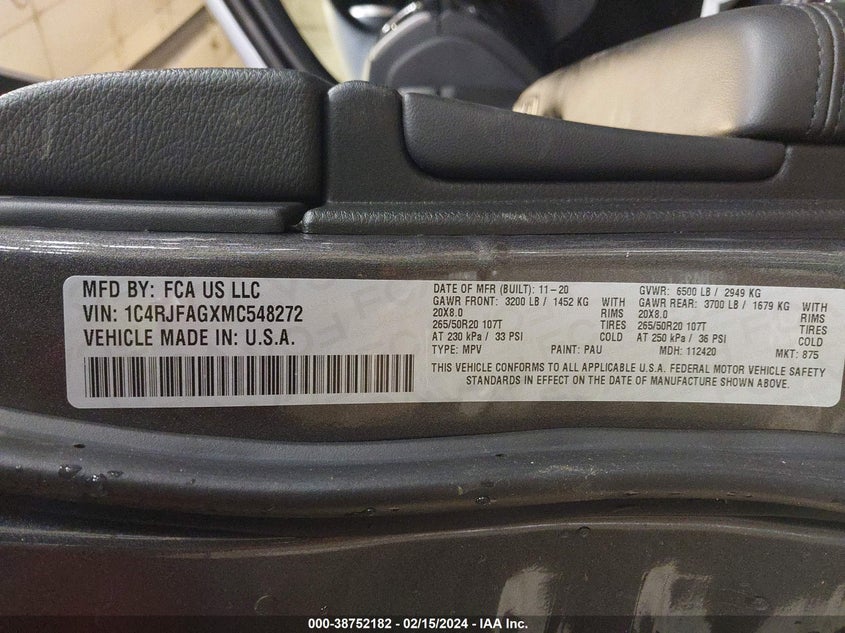 MFD BY: FCA US LLC
VIN: 1C4RJFAGXMC548272
VEHICLE MADE IN: U.S.A.
DATE OF MFR (BUILT): 11-20 GVWR: 6500 LB / 2949 KG
GAWR FRONT: 3200 LB / 1452 KG WITH GAWR REAR: 3700 LB / 1679 KG WITH
20X8.0 RIMS 20X8.0 RIMS
265/50R20 107T TIRES 265/50R20 107T TIRES
AT 230 kPa / 33 PSI COLD AT 250 kPa / 36 PSI COLD
TYPE: MPV PAINT: PAU MDH: 112420 MKT: 875
THIS VEHICLE CONFORMS TO ALL APPLICABLE U.S.A. FEDERAL MOTOR VEHICLE SAFETY
STANDARDS IN EFFECT ON THE DATE OF MANUFACTURE SHOWN ABOVE.
000-38752182 - 02/15/2024 - IAA Inc.